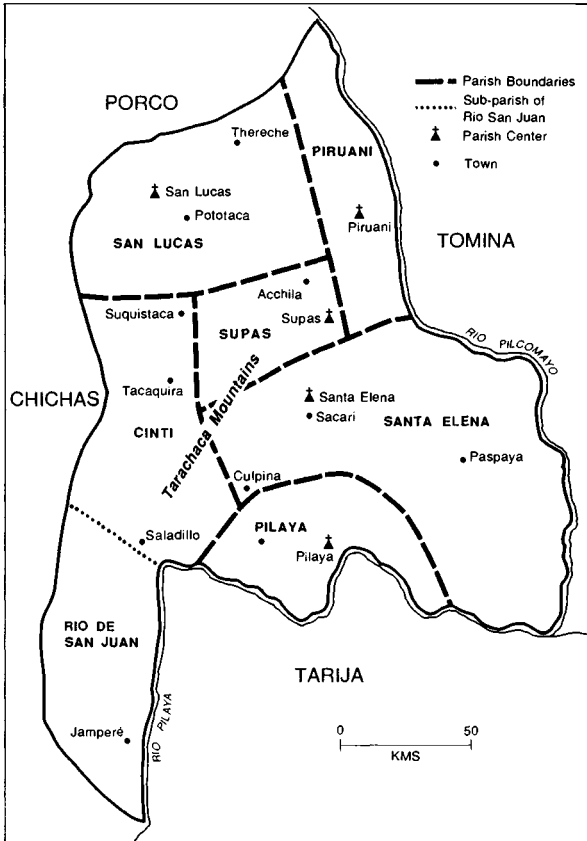 PORCO
Thereche
San Lucas
Pototaca
SAN LUCAS
PIRUANI
Piruani
Parish Boundaries
Sub-parish of
Rio San Juan
Parish Center
Town
TOMINA
Suquistaca
Acchila
SUPAS
Supas
RIO PILCOMAYO
CHICHAS
Tacaquira
CINTI
Tarachaca Mountains
Santa Elena
Sacari
SANTA ELENA
Paspaya
Culpina
Saladillo
PILAYA
Pilaya
RIO DE
SAN JUAN
Jamperé
RIO PILAYA
TARIJA
0 50
KMS